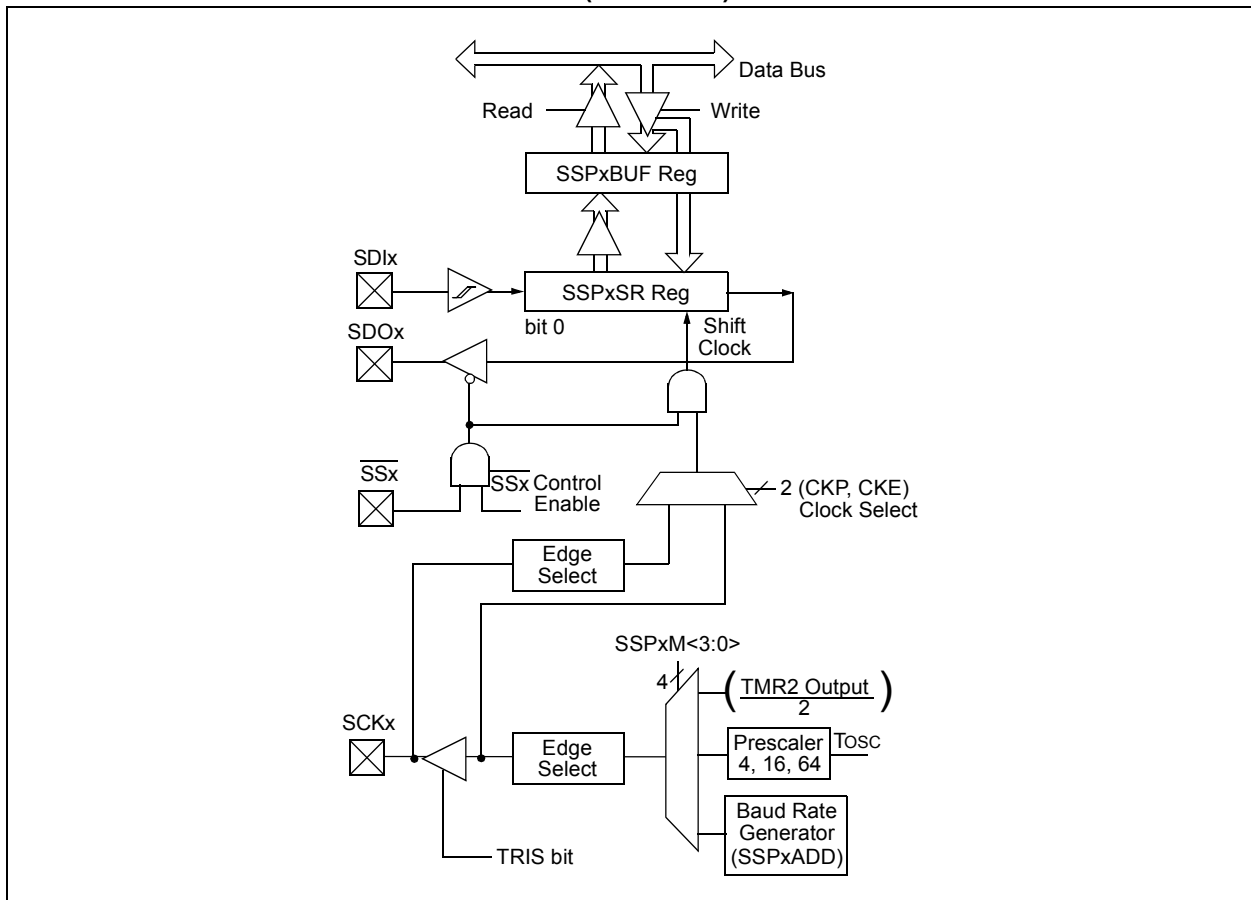 Data Bus
Read
Write
SSPxBUF Reg
SDIx
SSPxSR Reg
bit 0
Shift
Clock
SDOx
SSx
SSx Control
Enable
2 (CKP, CKE)
Clock Select
Edge
Select
SSPxM<3:0>
4
(TMR2 Output
2)
SCKx
Edge
Select
Prescaler
4, 16, 64
TOSC
Baud Rate
Generator
(SSPxADD)
TRIS bit